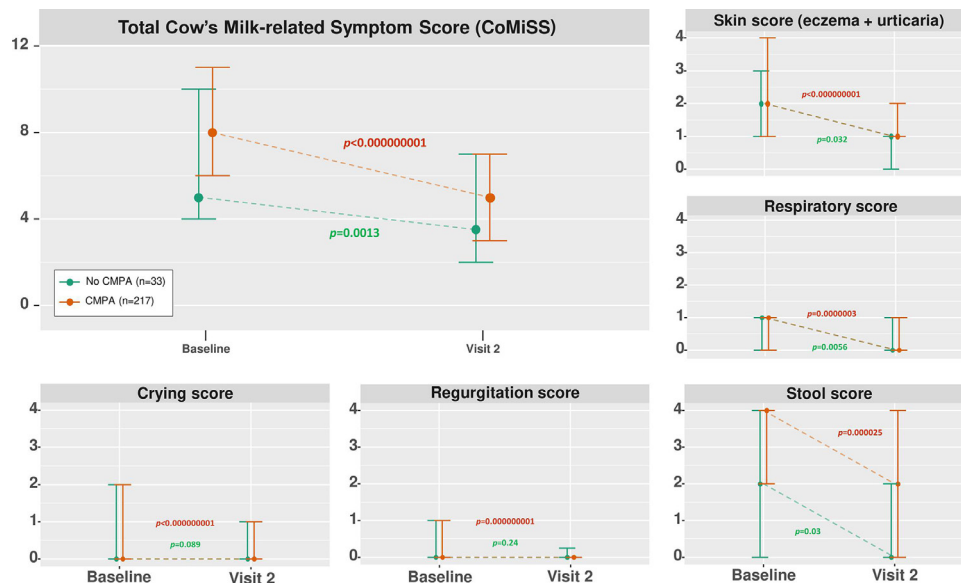 Total Cow's Milk-related Symptom Score (CoMiSS)
12
8
4
0
p<0.000000001
p=0.0013
No CMPA (n=33)
CMPA (n=217)
Baseline
Visit 2
Skin score (eczema + urticaria)
4
3
2
1
0
p<0.000000001
p=0.032
Respiratory score
4
3
2
1
0
p=0.0000003
p=0.0056
Crying score
4
3
2
1
0
p<0.000000001
p=0.089
Baseline
Visit 2
Regurgitation score
4
3
2
1
0
p=0.000000001
p=0.24
Baseline
Visit 2
Stool score
4
3
2
1
0
p=0.000025
p=0.03
Baseline
Visit 2